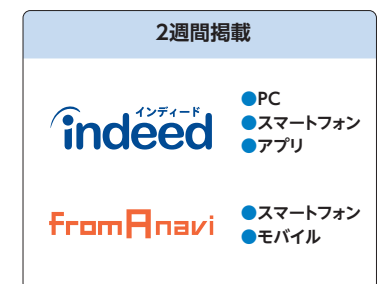 2週間掲載
インディード
indeed
●PC
●スマートフォン
●アプリ
fromAnavi
●スマートフォン
●モバイル